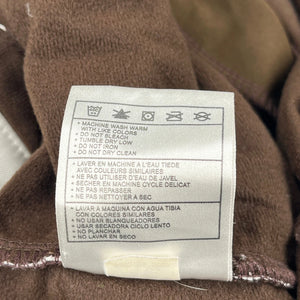 • MACHINE WASH WARM
WITH LIKE COLORS
• DO NOT BLEACH
• TUMBLE DRY LOW
• DO NOT IRON
• DO NOT DRY CLEAN
• LAVER EN MACHINE A L'EAU TIEDE
AVEC COULEURS SIMILAIRES
• NE PAS UTILISER D'EAU DE JAVEL
• SECHER EN MACHINE CYCLE DELICAT
• NE PAS REPASSER
• NE PAS NETTOYER A SEC
• LAVAR A MAQUINA CON AGUA TIBIA
CON COLORES SIMILARES
• NO USAR BLANQUEADOR
• USAR SECADORA CICLO LENTO
• NO PLANCHAR
• NO LAVAR EN SECO